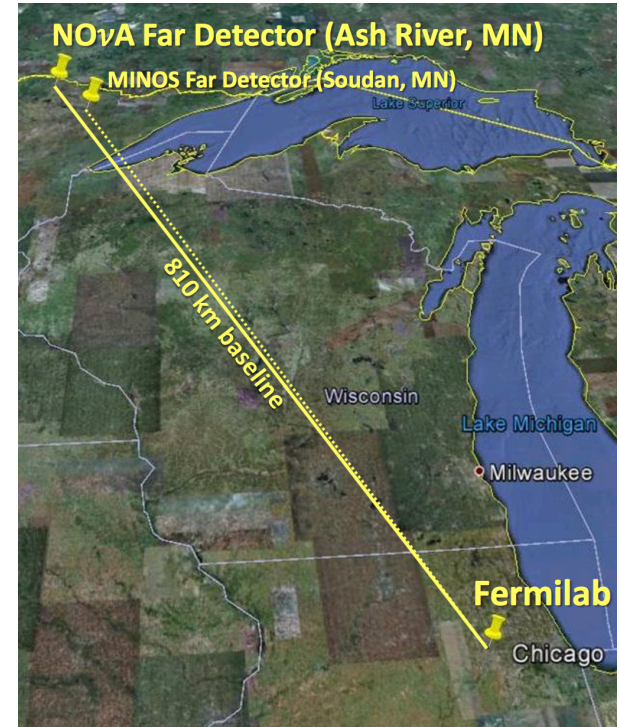 NOνA Far Detector (Ash River, MN)
MINOS Far Detector (Soudan, MN)
Lake Superior
810 km baseline
Wisconsin
Lake Michigan
Milwaukee
Fermilab
Chicago